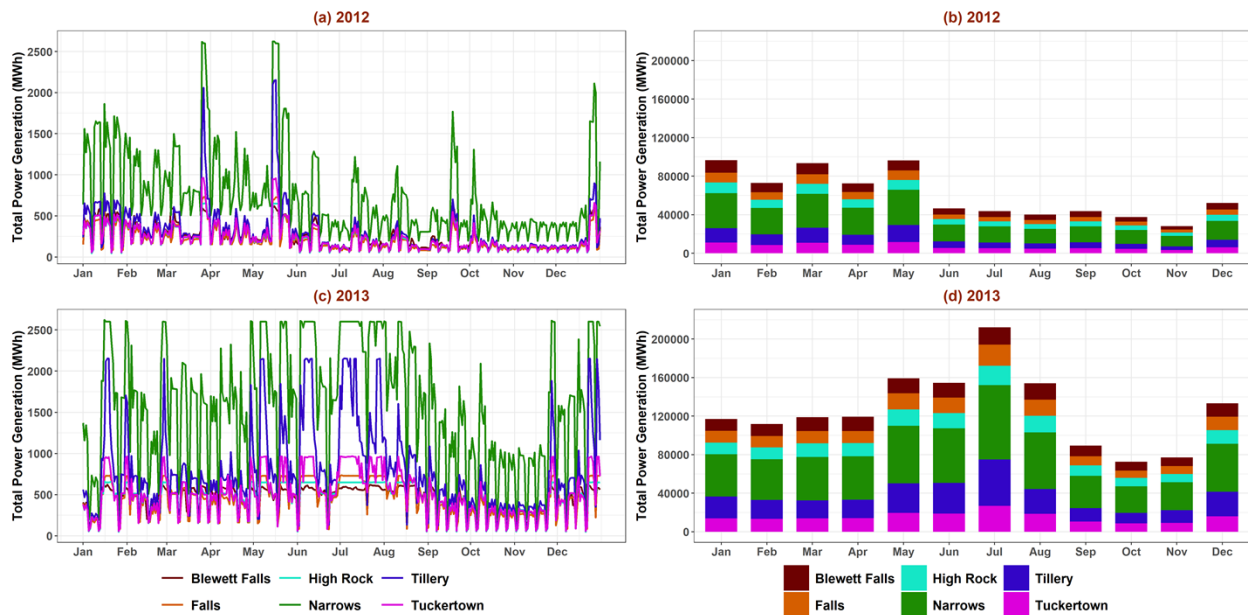 (a) 2012
Total Power Generation (MWh)
2500
2000
1500
1000
500
0
Jan Feb Mar Apr May Jun Jul Aug Sep Oct Nov Dec
(b) 2012
Total Power Generation (MWh)
200000
160000
120000
80000
40000
0
Jan Feb Mar Apr May Jun Jul Aug Sep Oct Nov Dec
(c) 2013
Total Power Generation (MWh)
2500
2000
1500
1000
500
0
Jan Feb Mar Apr May Jun Jul Aug Sep Oct Nov Dec
Blewett Falls High Rock Tillery
Falls Narrows Tuckertown
(d) 2013
Total Power Generation (MWh)
200000
160000
120000
80000
40000
0
Jan Feb Mar Apr May Jun Jul Aug Sep Oct Nov Dec
Blewett Falls High Rock Tillery
Falls Narrows Tuckertown